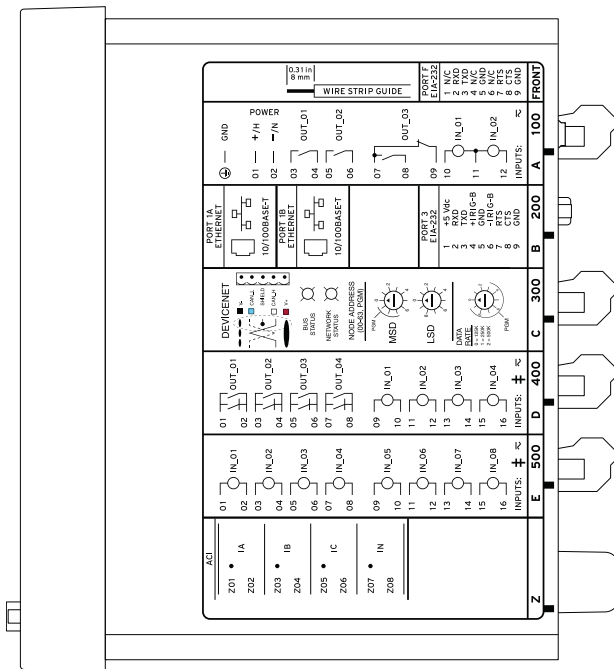 0.31 in
8 mm
WIRE STRIP GUIDE
PORT F
EIA-232
1 N/C
2 RXD
3 TXD
4 N/C
5 GND
6 N/C
7 RTS
8 CTS
9 GND
FRONT
GND
POWER
01 +/H
02 −/N
03
04
OUT_01
05
06
OUT_02
07
08
09
OUT_03
10
11
12
IN_01
IN_02
INPUTS:
A 100
PORT 1A
ETHERNET
10/100BASE-T
PORT 1B
ETHERNET
10/100BASE-T
PORT 3
EIA-232
1 +5 Vdc
2 RXD
3 TXD
4 +IRIG-B
5 GND
6 -IRIG-B
7 RTS
8 CTS
9 GND
B 200
DEVICENET
V-
CAN_L
SHIELD
CAN_H
V+
BUS
STATUS
NETWORK
STATUS
NODE ADDRESS
(00-63, PGM)
PGM
MSD
LSD
DATA
RATE
0 = 125K
1 = 250K
2 = 500K
PGM
C 300
01
02
OUT_01
03
04
OUT_02
05
06
OUT_03
07
08
OUT_04
09
10
IN_01
11
12
IN_02
13
14
IN_03
15
16
IN_04
INPUTS:
D 400
01
02
IN_01
03
04
IN_02
05
06
IN_03
07
08
IN_04
09
10
IN_05
11
12
IN_06
13
14
IN_07
15
16
IN_08
INPUTS:
E 500
ACI
Z01
Z02
IA
Z03
Z04
IB
Z05
Z06
IC
Z07
Z08
IN
Z